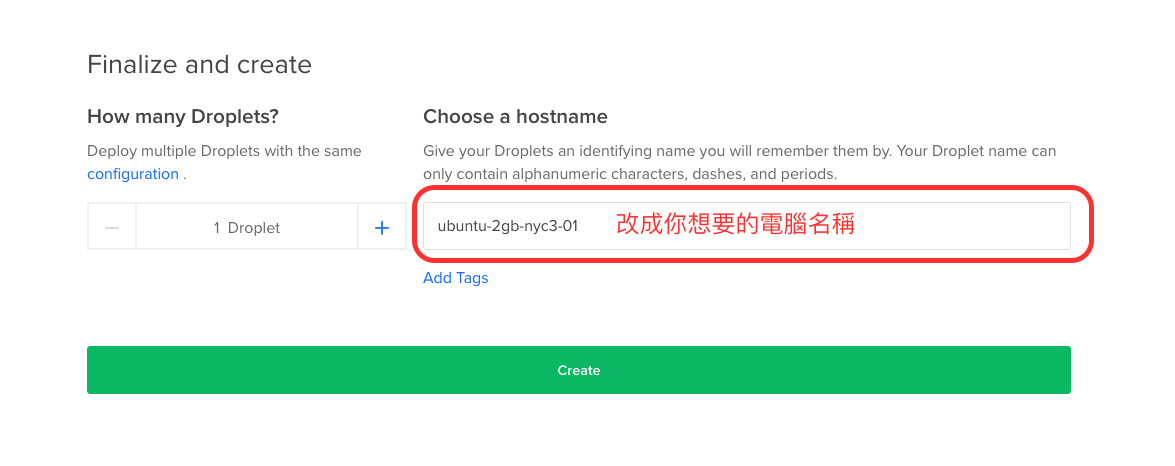 Finalize and create
How many Droplets?
Deploy multiple Droplets with the same
configuration .
1 Droplet
Choose a hostname
Give your Droplets an identifying name you will remember them by. Your Droplet name can
only contain alphanumeric characters, dashes, and periods.
ubuntu-2gb-nyc3-01 改成你想要的電腦名稱
Add Tags
Create